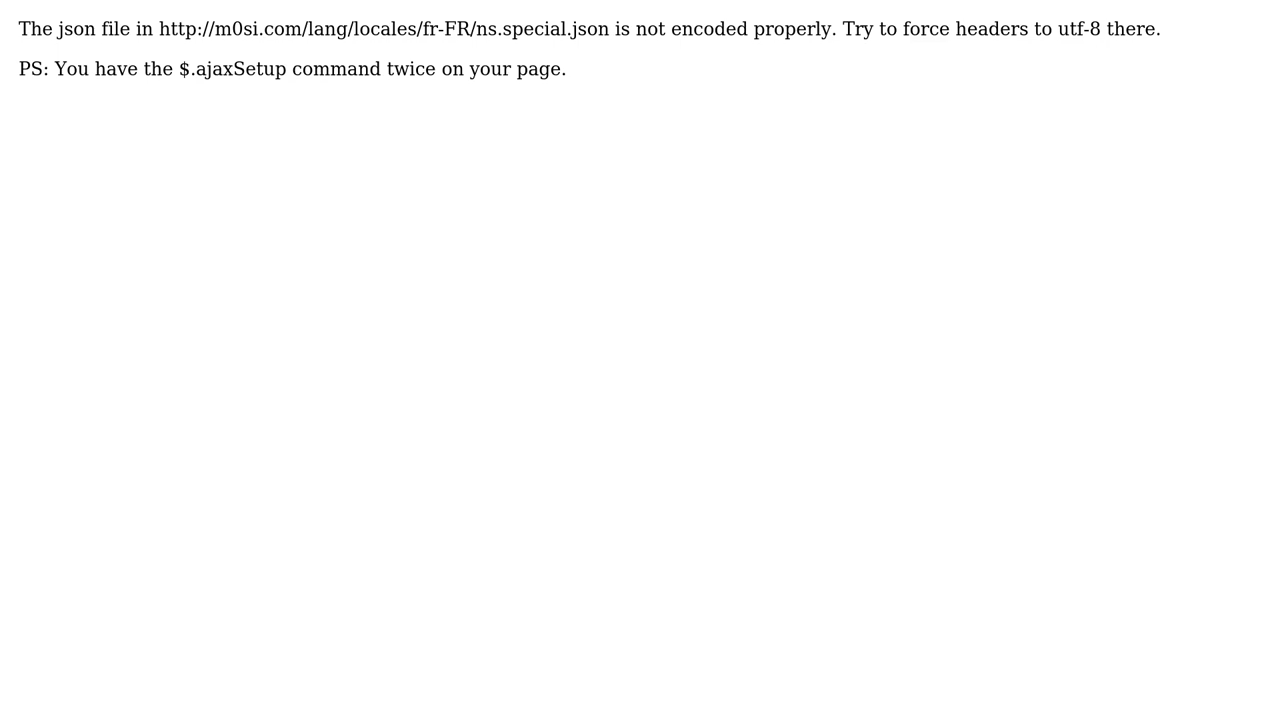 The json file in http://m0si.com/lang/locales/fr-FR/ns.special.json is not encoded properly. Try to force headers to utf-8 there.
PS: You have the $.ajaxSetup command twice on your page.